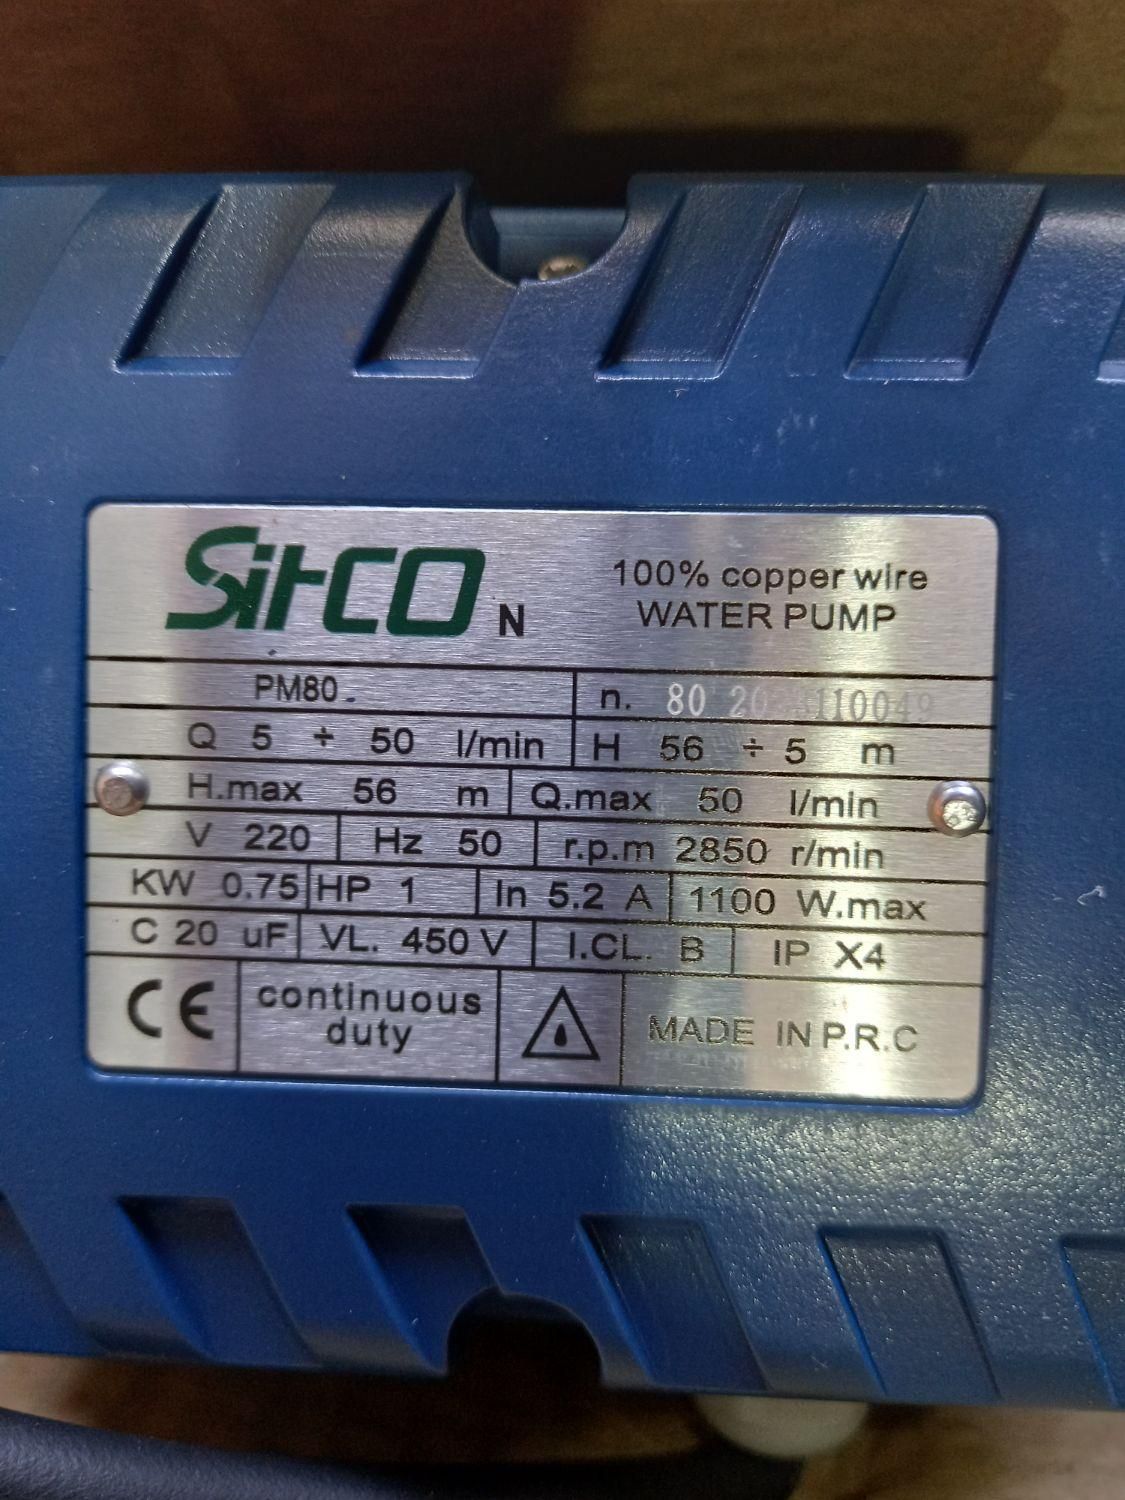 SitCO N
100% copper wire
WATER PUMP
PM80 n. 80
Q 5 ÷ 50 l/min H 56 ÷ 5 m
H.max 56 m Q.max 50 l/min
V 220 Hz 50 r.p.m 2850 r/min
KW 0.75 HP 1 In 5.2 A 1100 W.max
C 20 uF VL. 450 V I.CL. B IP X4
CE continuous duty MADE IN P.R.C